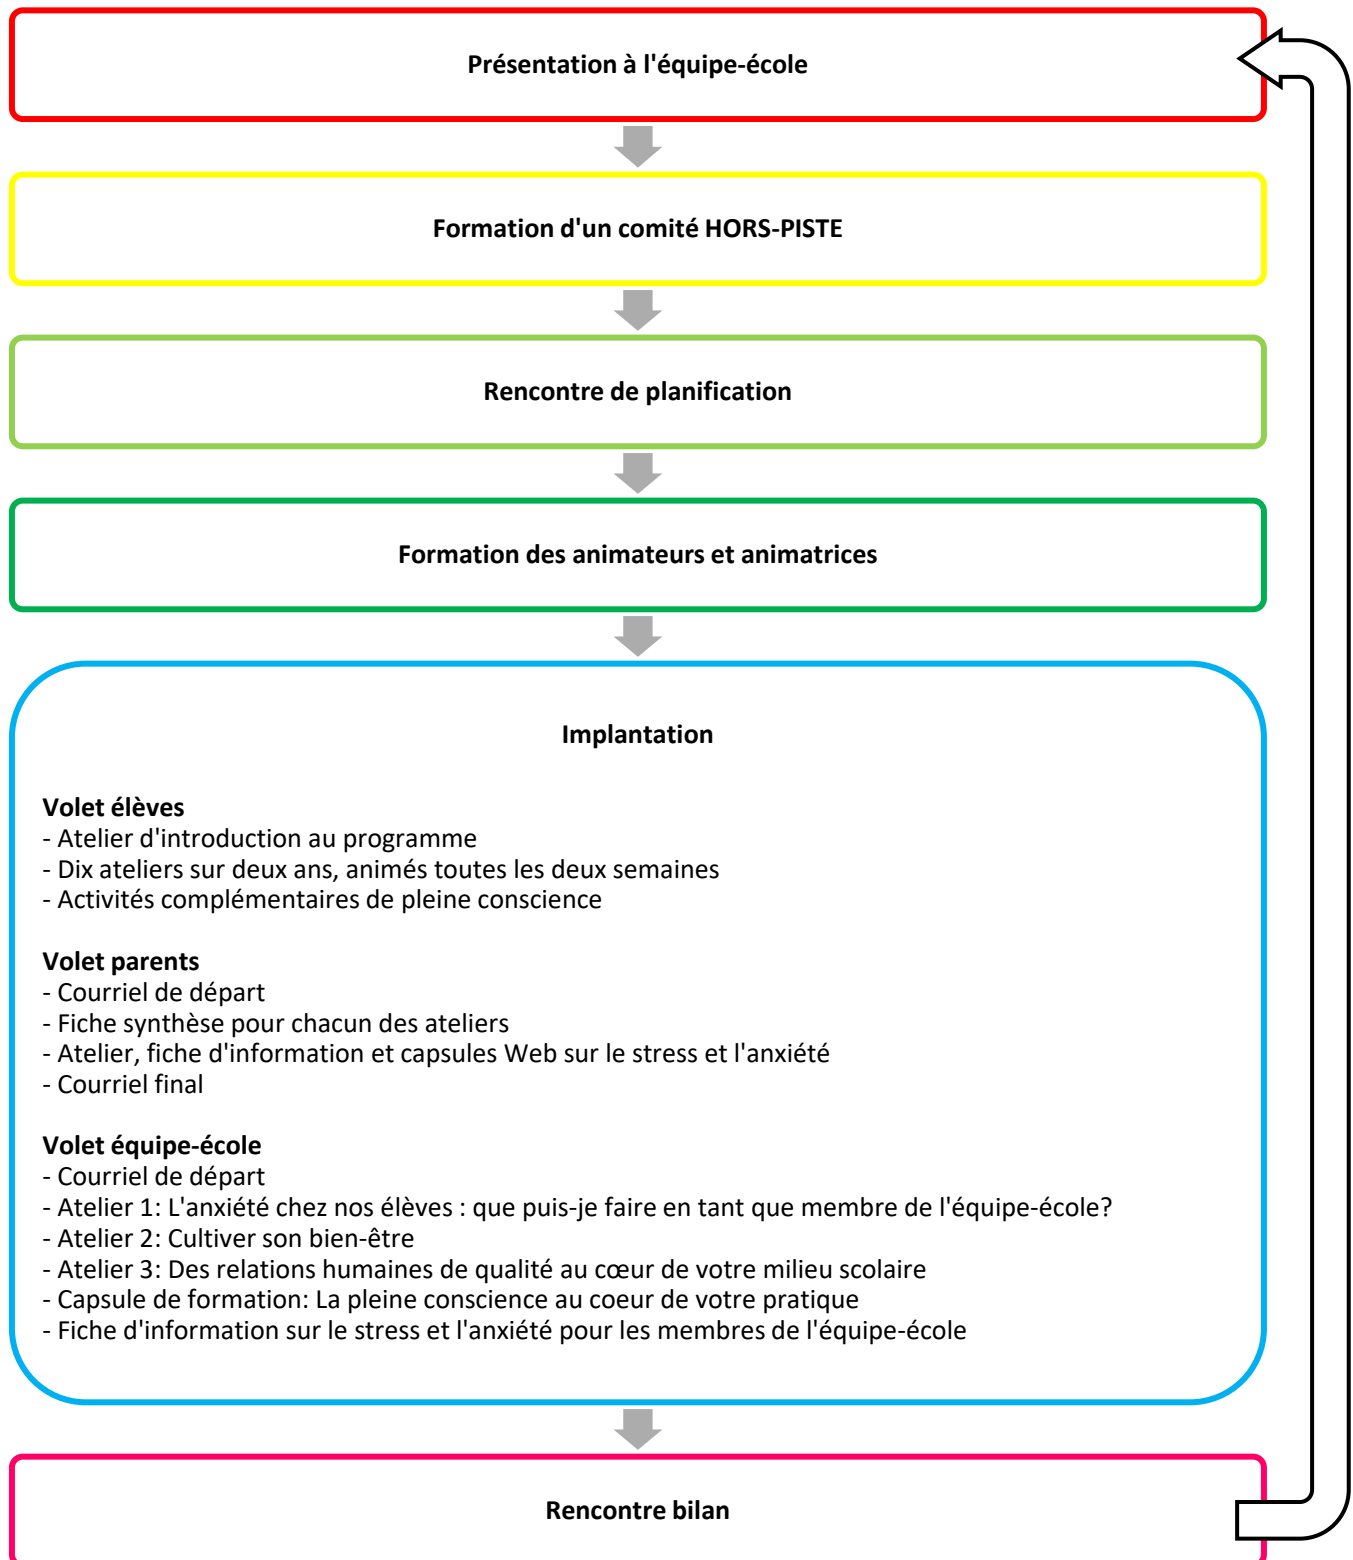 Présentation à l'équipe-école
Formation d'un comité HORS-PISTE
Rencontre de planification
Formation des animateurs et animatrices
Implantation
Volet élèves
- Atelier d'introduction au programme
- Dix ateliers sur deux ans, animés toutes les deux semaines
- Activités complémentaires de pleine conscience
Volet parents
- Courriel de départ
- Fiche synthèse pour chacun des ateliers
- Atelier, fiche d'information et capsules Web sur le stress et l'anxiété
- Courriel final
Volet équipe-école
- Courriel de départ
- Atelier 1: L'anxiété chez nos élèves : que puis-je faire en tant que membre de l'équipe-école?
- Atelier 2: Cultiver son bien-être
- Atelier 3: Des relations humaines de qualité au cœur de votre milieu scolaire
- Capsule de formation: La pleine conscience au coeur de votre pratique
- Fiche d'information sur le stress et l'anxiété pour les membres de l'équipe-école
Rencontre bilan